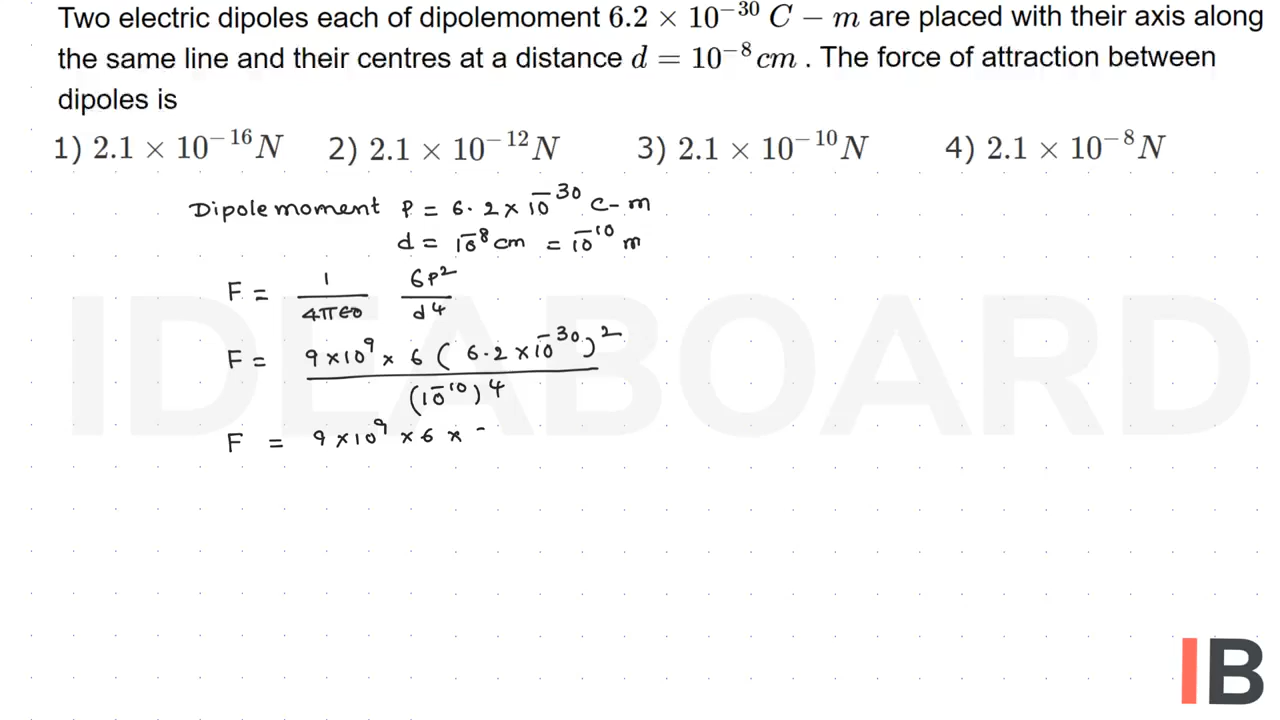 Two electric dipoles each of dipolemoment 6.2 × 10⁻³⁰ C − m are placed with their axis along
the same line and their centres at a distance d = 10⁻⁸ cm . The force of attraction between
dipoles is
1) 2.1 × 10⁻¹⁶ N 2) 2.1 × 10⁻¹² N 3) 2.1 × 10⁻¹⁰ N 4) 2.1 × 10⁻⁸ N
Dipole moment P = 6.2 × 10⁻³⁰ C-m
d = 10⁻⁸ cm = 10⁻¹⁰ m
F = 1/4πε0 6P²/d⁴
F = 9×10⁹ × 6 (6.2×10⁻³⁰)²/(10⁻¹⁰)⁴
F = 9×10⁹ × 6 ×
IDEABOARD
IB